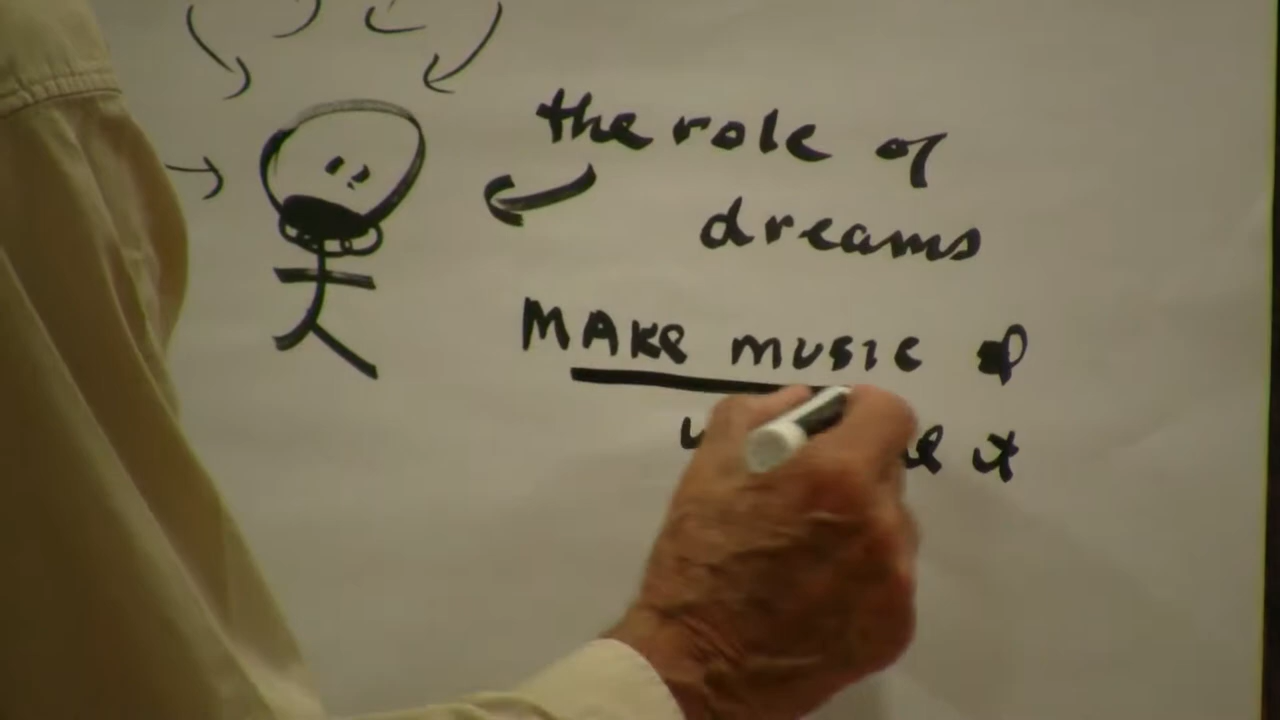 the role of
dreams
MAKe music &
it